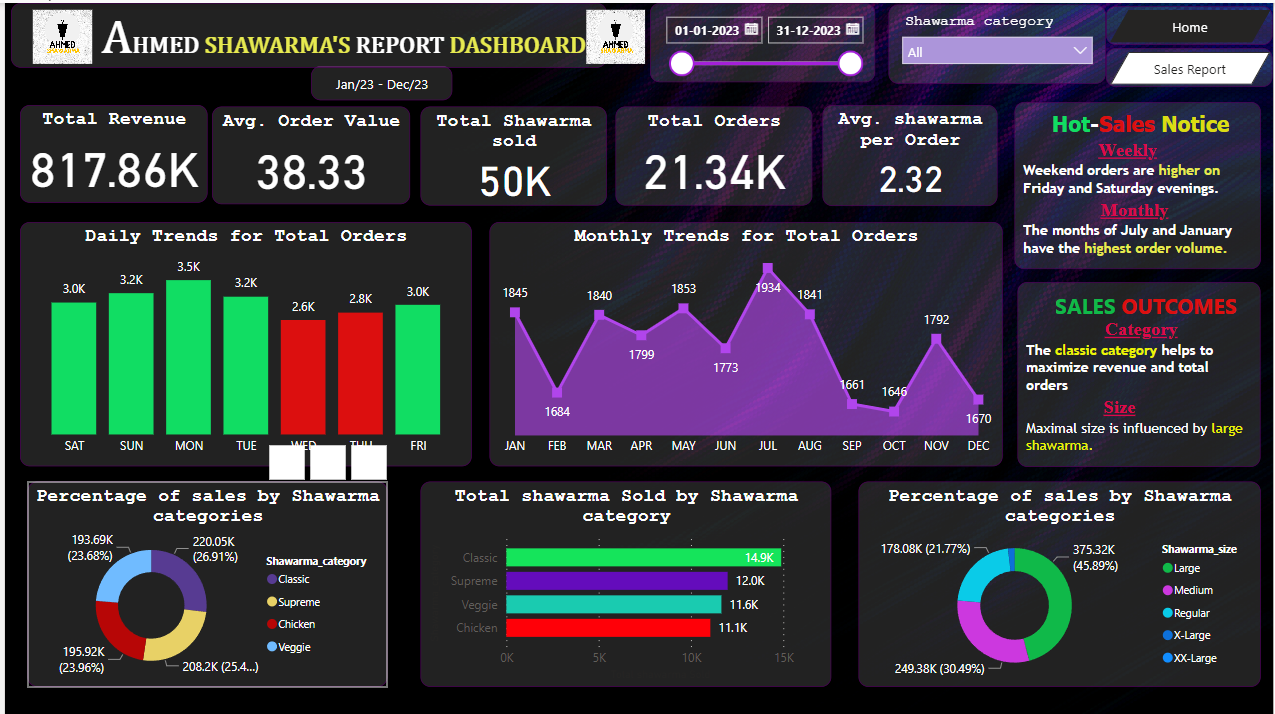 AHMED
SHAWARMA
AHMED SHAWARMA'S REPORT DASHBOARD
AHMED
SHAWARMA
01-01-2023
31-12-2023
Shawarma category
All
Home
Sales Report
Jan/23 - Dec/23
Total Revenue
817.86K
Avg. Order Value
38.33
Total Shawarma
sold
50K
Total Orders
21.34K
Avg. shawarma
per Order
2.32
Hot-Sales Notice
Weekly
Weekend orders are higher on
Friday and Saturday evenings.
Monthly
The months of July and January
have the highest order volume.
Daily Trends for Total Orders
3.0K
3.2K
3.5K
3.2K
2.6K
2.8K
3.0K
SAT
SUN
MON
TUE
WED
THU
FRI
Monthly Trends for Total Orders
1845
1684
1840
1799
1853
1773
1934
1841
1661
1646
1792
1670
JAN
FEB
MAR
APR
MAY
JUN
JUL
AUG
SEP
OCT
NOV
DEC
SALES OUTCOMES
Category
The classic category helps to
maximize revenue and total
orders
Size
Maximal size is influenced by large
shawarma.
Percentage of sales by Shawarma
categories
193.69K
(23.68%)
220.05K
(26.91%)
195.92K
(23.96%)
208.2K (25.4...)
Shawarma_category
Classic
Supreme
Chicken
Veggie
Total shawarma Sold by Shawarma
category
Classic
14.9K
Supreme
12.0K
Veggie
11.6K
Chicken
11.1K
0K
5K
10K
15K
Percentage of sales by Shawarma
categories
178.08K (21.77%)
375.32K
(45.89%)
249.38K (30.49%)
Shawarma_size
Large
Medium
Regular
X-Large
XX-Large